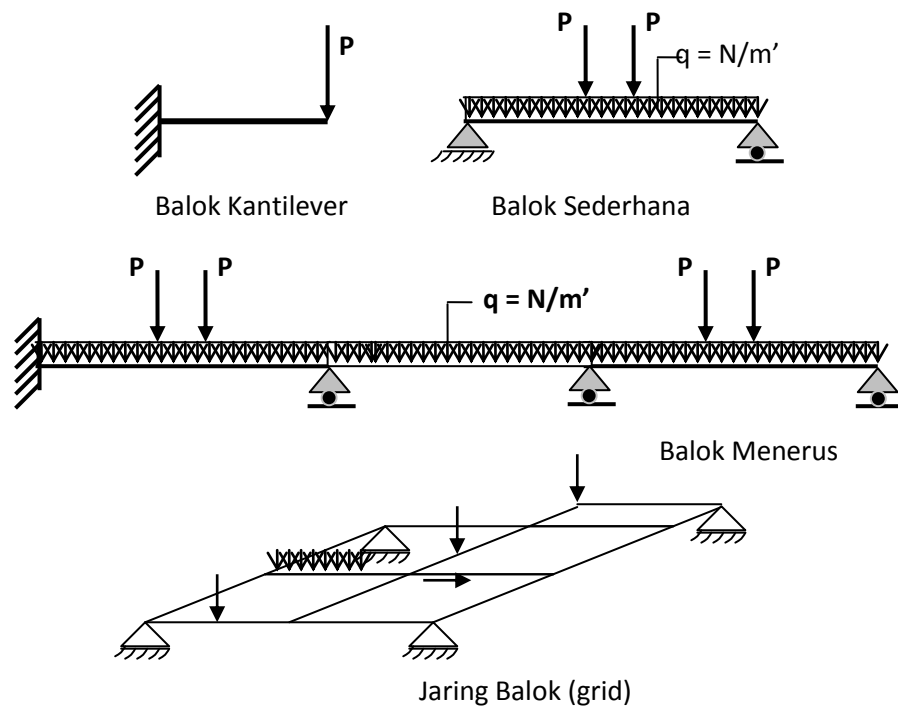 P
P
P
q = N/m’
Balok Kantilever
Balok Sederhana
P
P
P
P
q = N/m’
Balok Menerus
Jaring Balok (grid)